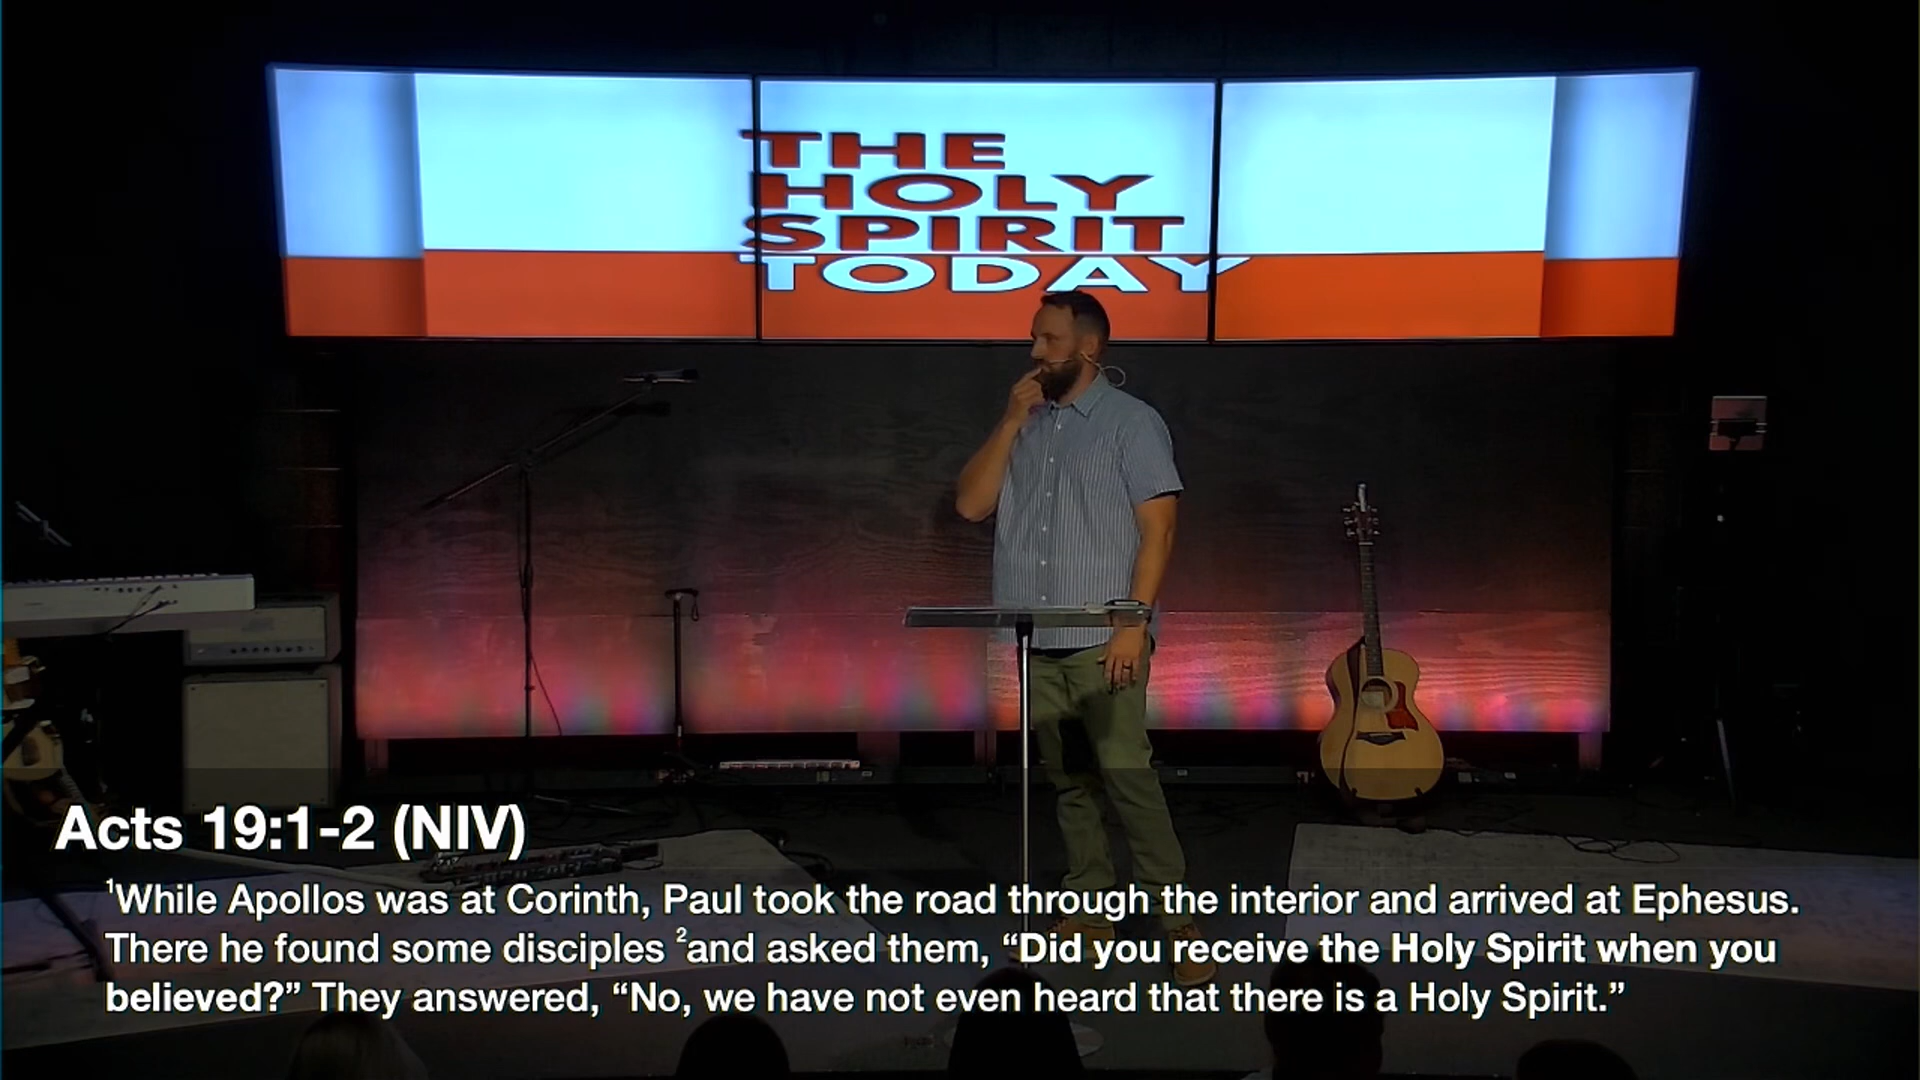 THE
HOLY
SPIRIT
TODAY
Acts 19:1-2 (NIV)
¹While Apollos was at Corinth, Paul took the road through the interior and arrived at Ephesus.
There he found some disciples ²and asked them, “Did you receive the Holy Spirit when you
believed?” They answered, “No, we have not even heard that there is a Holy Spirit.”